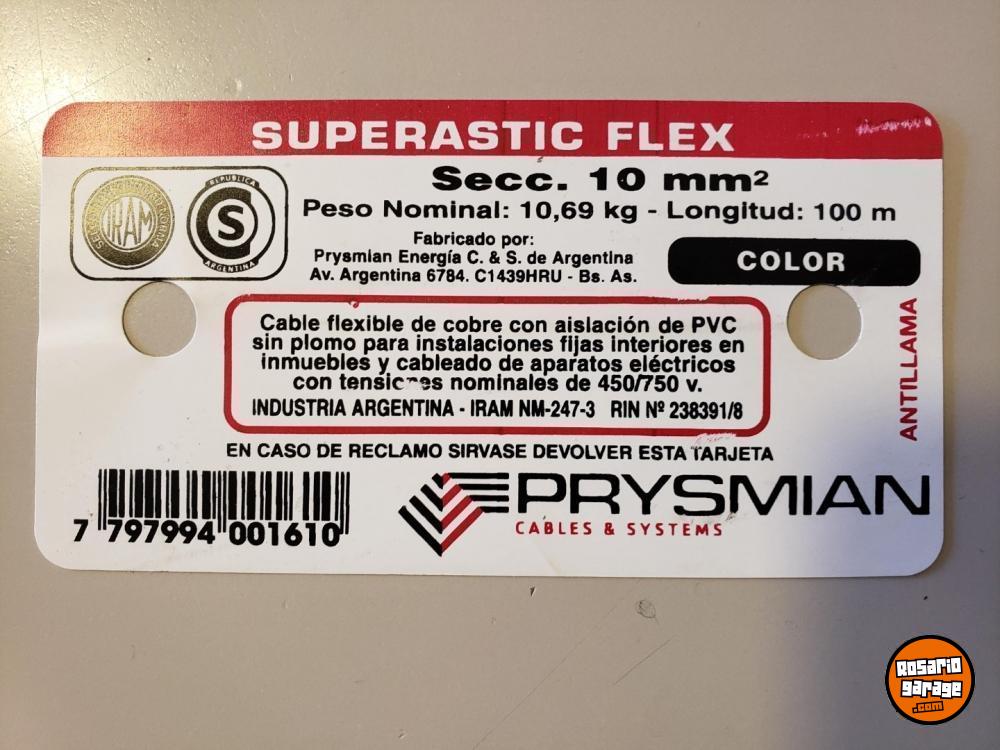 SUPERASTIC FLEX
Secc. 10 mm²
Peso Nominal: 10,69 kg - Longitud: 100 m
IRAM
REPUBLICA
S
ARGENTINA
Fabricado por:
Prysmian Energía C. & S. de Argentina
Av. Argentina 6784. C1439HRU - Bs. As.
COLOR
ANTILLAMA
Cable flexible de cobre con aislación de PVC
sin plomo para instalaciones fijas interiores en
inmuebles y cableado de aparatos eléctricos
con tensiones nominales de 450/750 v.
INDUSTRIA ARGENTINA - IRAM NM-247-3 RIN Nº 238391/8
EN CASO DE RECLAMO SIRVASE DEVOLVER ESTA TARJETA
7 797994 001610
PRYSMIAN
CABLES & SYSTEMS
Rosario
garage
.com